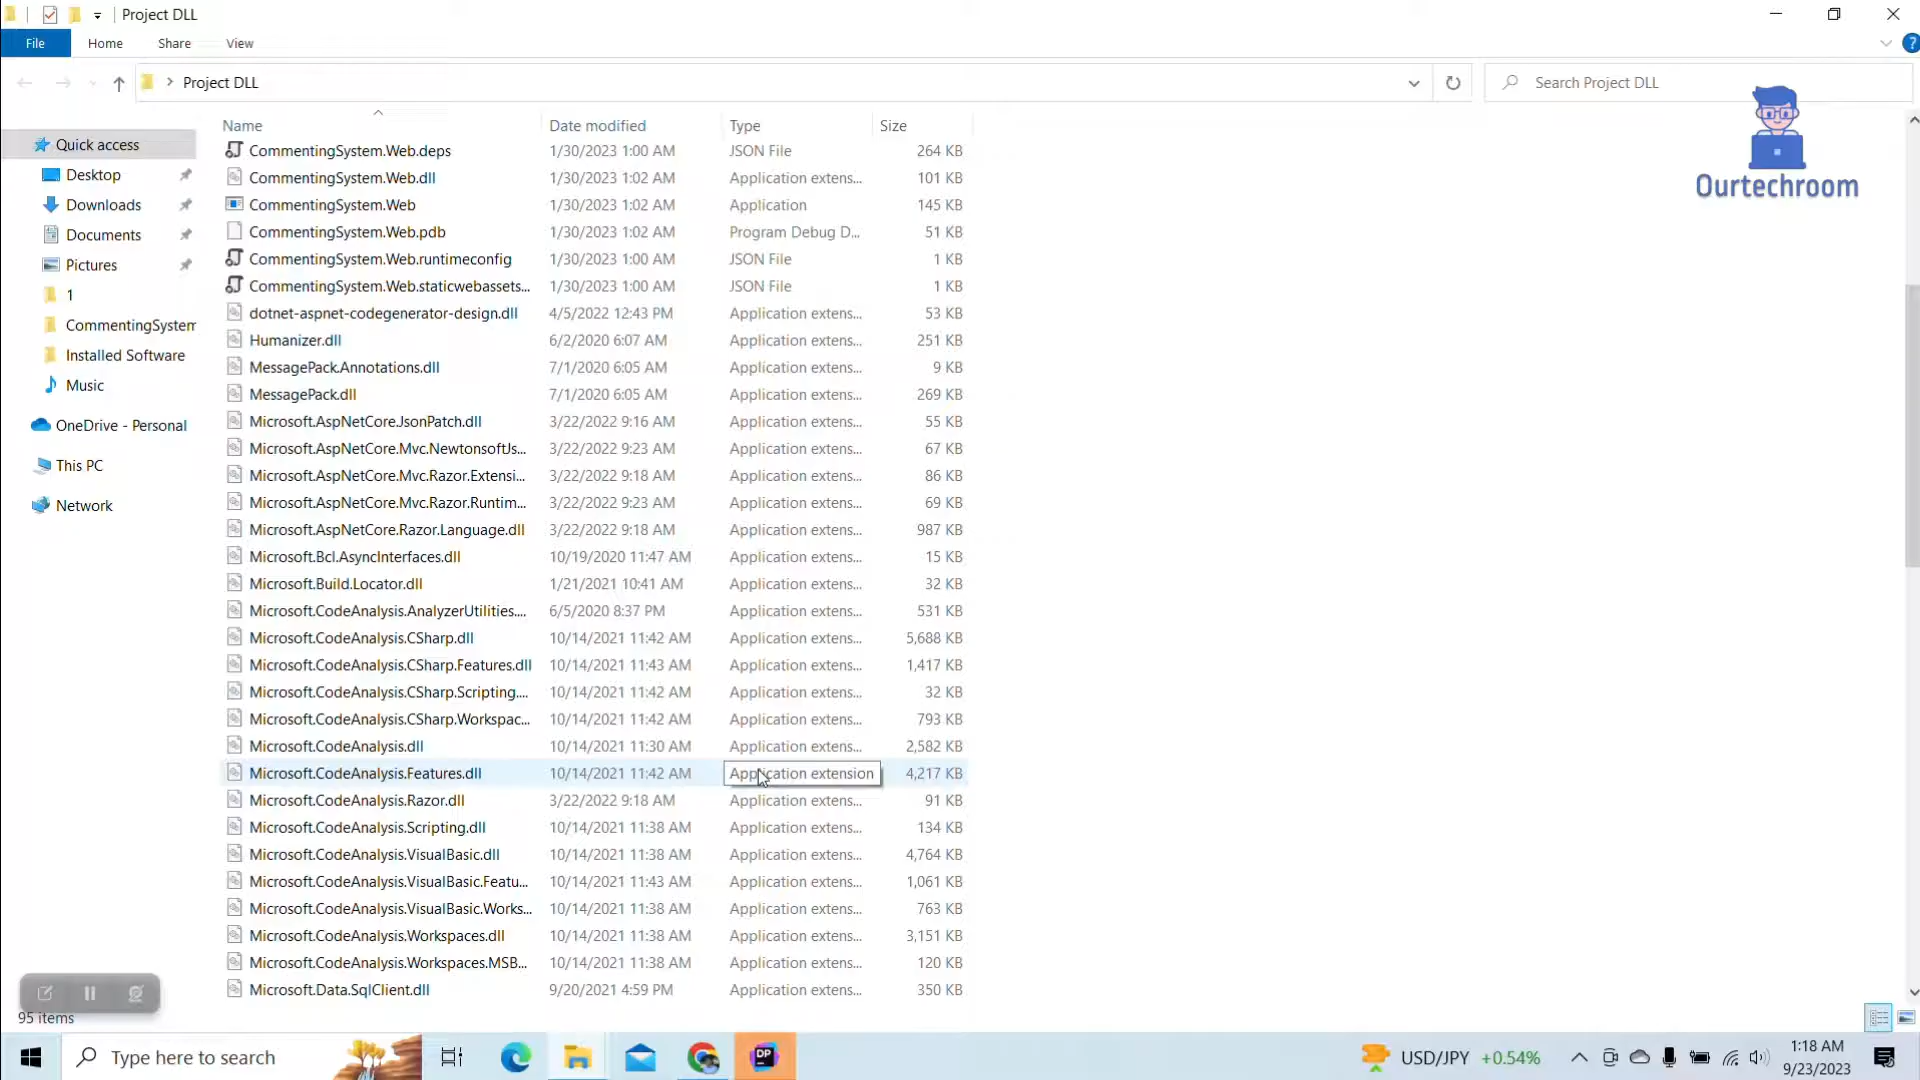 Project DLL
File Home Share View
Project DLL
Search Project DLL
Ourtechroom
Quick access
Desktop
Downloads
Documents
Pictures
1
CommentingSystem
Installed Software
Music
OneDrive - Personal
This PC
Network
Name Date modified Type Size
CommentingSystem.Web.deps 1/30/2023 1:00 AM JSON File 264 KB
CommentingSystem.Web.dll 1/30/2023 1:02 AM Application extens... 101 KB
CommentingSystem.Web 1/30/2023 1:02 AM Application 145 KB
CommentingSystem.Web.pdb 1/30/2023 1:02 AM Program Debug D... 51 KB
CommentingSystem.Web.runtimeconfig 1/30/2023 1:00 AM JSON File 1 KB
CommentingSystem.Web.staticwebassets... 1/30/2023 1:00 AM JSON File 1 KB
dotnet-aspnet-codegenerator-design.dll 4/5/2022 12:43 PM Application extens... 53 KB
Humanizer.dll 6/2/2020 6:07 AM Application extens... 251 KB
MessagePack.Annotations.dll 7/1/2020 6:05 AM Application extens... 9 KB
MessagePack.dll 7/1/2020 6:05 AM Application extens... 269 KB
Microsoft.AspNetCore.JsonPatch.dll 3/22/2022 9:16 AM Application extens... 55 KB
Microsoft.AspNetCore.Mvc.NewtonsoftJs... 3/22/2022 9:23 AM Application extens... 67 KB
Microsoft.AspNetCore.Mvc.Razor.Extensi... 3/22/2022 9:18 AM Application extens... 86 KB
Microsoft.AspNetCore.Mvc.Razor.Runtim... 3/22/2022 9:23 AM Application extens... 69 KB
Microsoft.AspNetCore.Razor.Language.dll 3/22/2022 9:18 AM Application extens... 987 KB
Microsoft.Bcl.AsyncInterfaces.dll 10/19/2020 11:47 AM Application extens... 15 KB
Microsoft.Build.Locator.dll 1/21/2021 10:41 AM Application extens... 32 KB
Microsoft.CodeAnalysis.AnalyzerUtilities.... 6/5/2020 8:37 PM Application extens... 531 KB
Microsoft.CodeAnalysis.CSharp.dll 10/14/2021 11:42 AM Application extens... 5,688 KB
Microsoft.CodeAnalysis.CSharp.Features.dll 10/14/2021 11:43 AM Application extens... 1,417 KB
Microsoft.CodeAnalysis.CSharp.Scripting.... 10/14/2021 11:42 AM Application extens... 32 KB
Microsoft.CodeAnalysis.CSharp.Workspac... 10/14/2021 11:42 AM Application extens... 793 KB
Microsoft.CodeAnalysis.dll 10/14/2021 11:30 AM Application extens... 2,582 KB
Microsoft.CodeAnalysis.Features.dll 10/14/2021 11:42 AM Application extension 4,217 KB
Microsoft.CodeAnalysis.Razor.dll 3/22/2022 9:18 AM Application extens... 91 KB
Microsoft.CodeAnalysis.Scripting.dll 10/14/2021 11:38 AM Application extens... 134 KB
Microsoft.CodeAnalysis.VisualBasic.dll 10/14/2021 11:38 AM Application extens... 4,764 KB
Microsoft.CodeAnalysis.VisualBasic.Featu... 10/14/2021 11:43 AM Application extens... 1,061 KB
Microsoft.CodeAnalysis.VisualBasic.Works... 10/14/2021 11:38 AM Application extens... 763 KB
Microsoft.CodeAnalysis.Workspaces.dll 10/14/2021 11:38 AM Application extens... 3,151 KB
Microsoft.CodeAnalysis.Workspaces.MSB... 10/14/2021 11:38 AM Application extens... 120 KB
Microsoft.Data.SqlClient.dll 9/20/2021 4:59 PM Application extens... 350 KB
95 items
Type here to search
DP
USD/JPY +0.54%
1:18 AM
9/23/2023